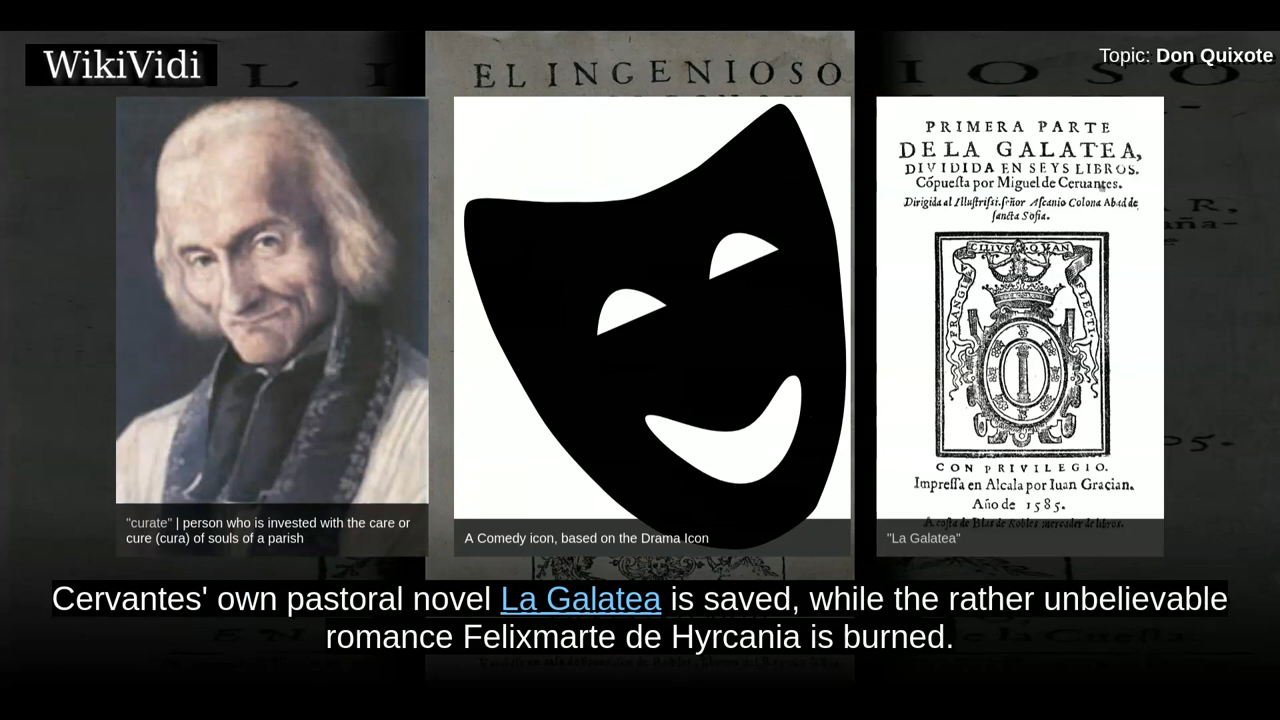 WikiVidi
Topic: Don Quixote
EL INGENIOSO
PRIMERA PARTE
DE LA GALATEA,
DIVIDIDA EN SEYS LIBROS.
Cōpueſta por Miguel de Ceruantes.
Dirigida al Illuſtriſsi. ſeñor Aſcanio Colona Abad de
ſancta Sofia.
CON PRIVILEGIO.
Impreſſa en Alcala por Iuan Gracian.
Año de 1585.
A coſta de Blas de Robles mercader de libros.
"curate" | person who is invested with the care or
cure (cura) of souls of a parish
A Comedy icon, based on the Drama Icon
"La Galatea"
Cervantes' own pastoral novel La Galatea is saved, while the rather unbelievable
romance Felixmarte de Hyrcania is burned.